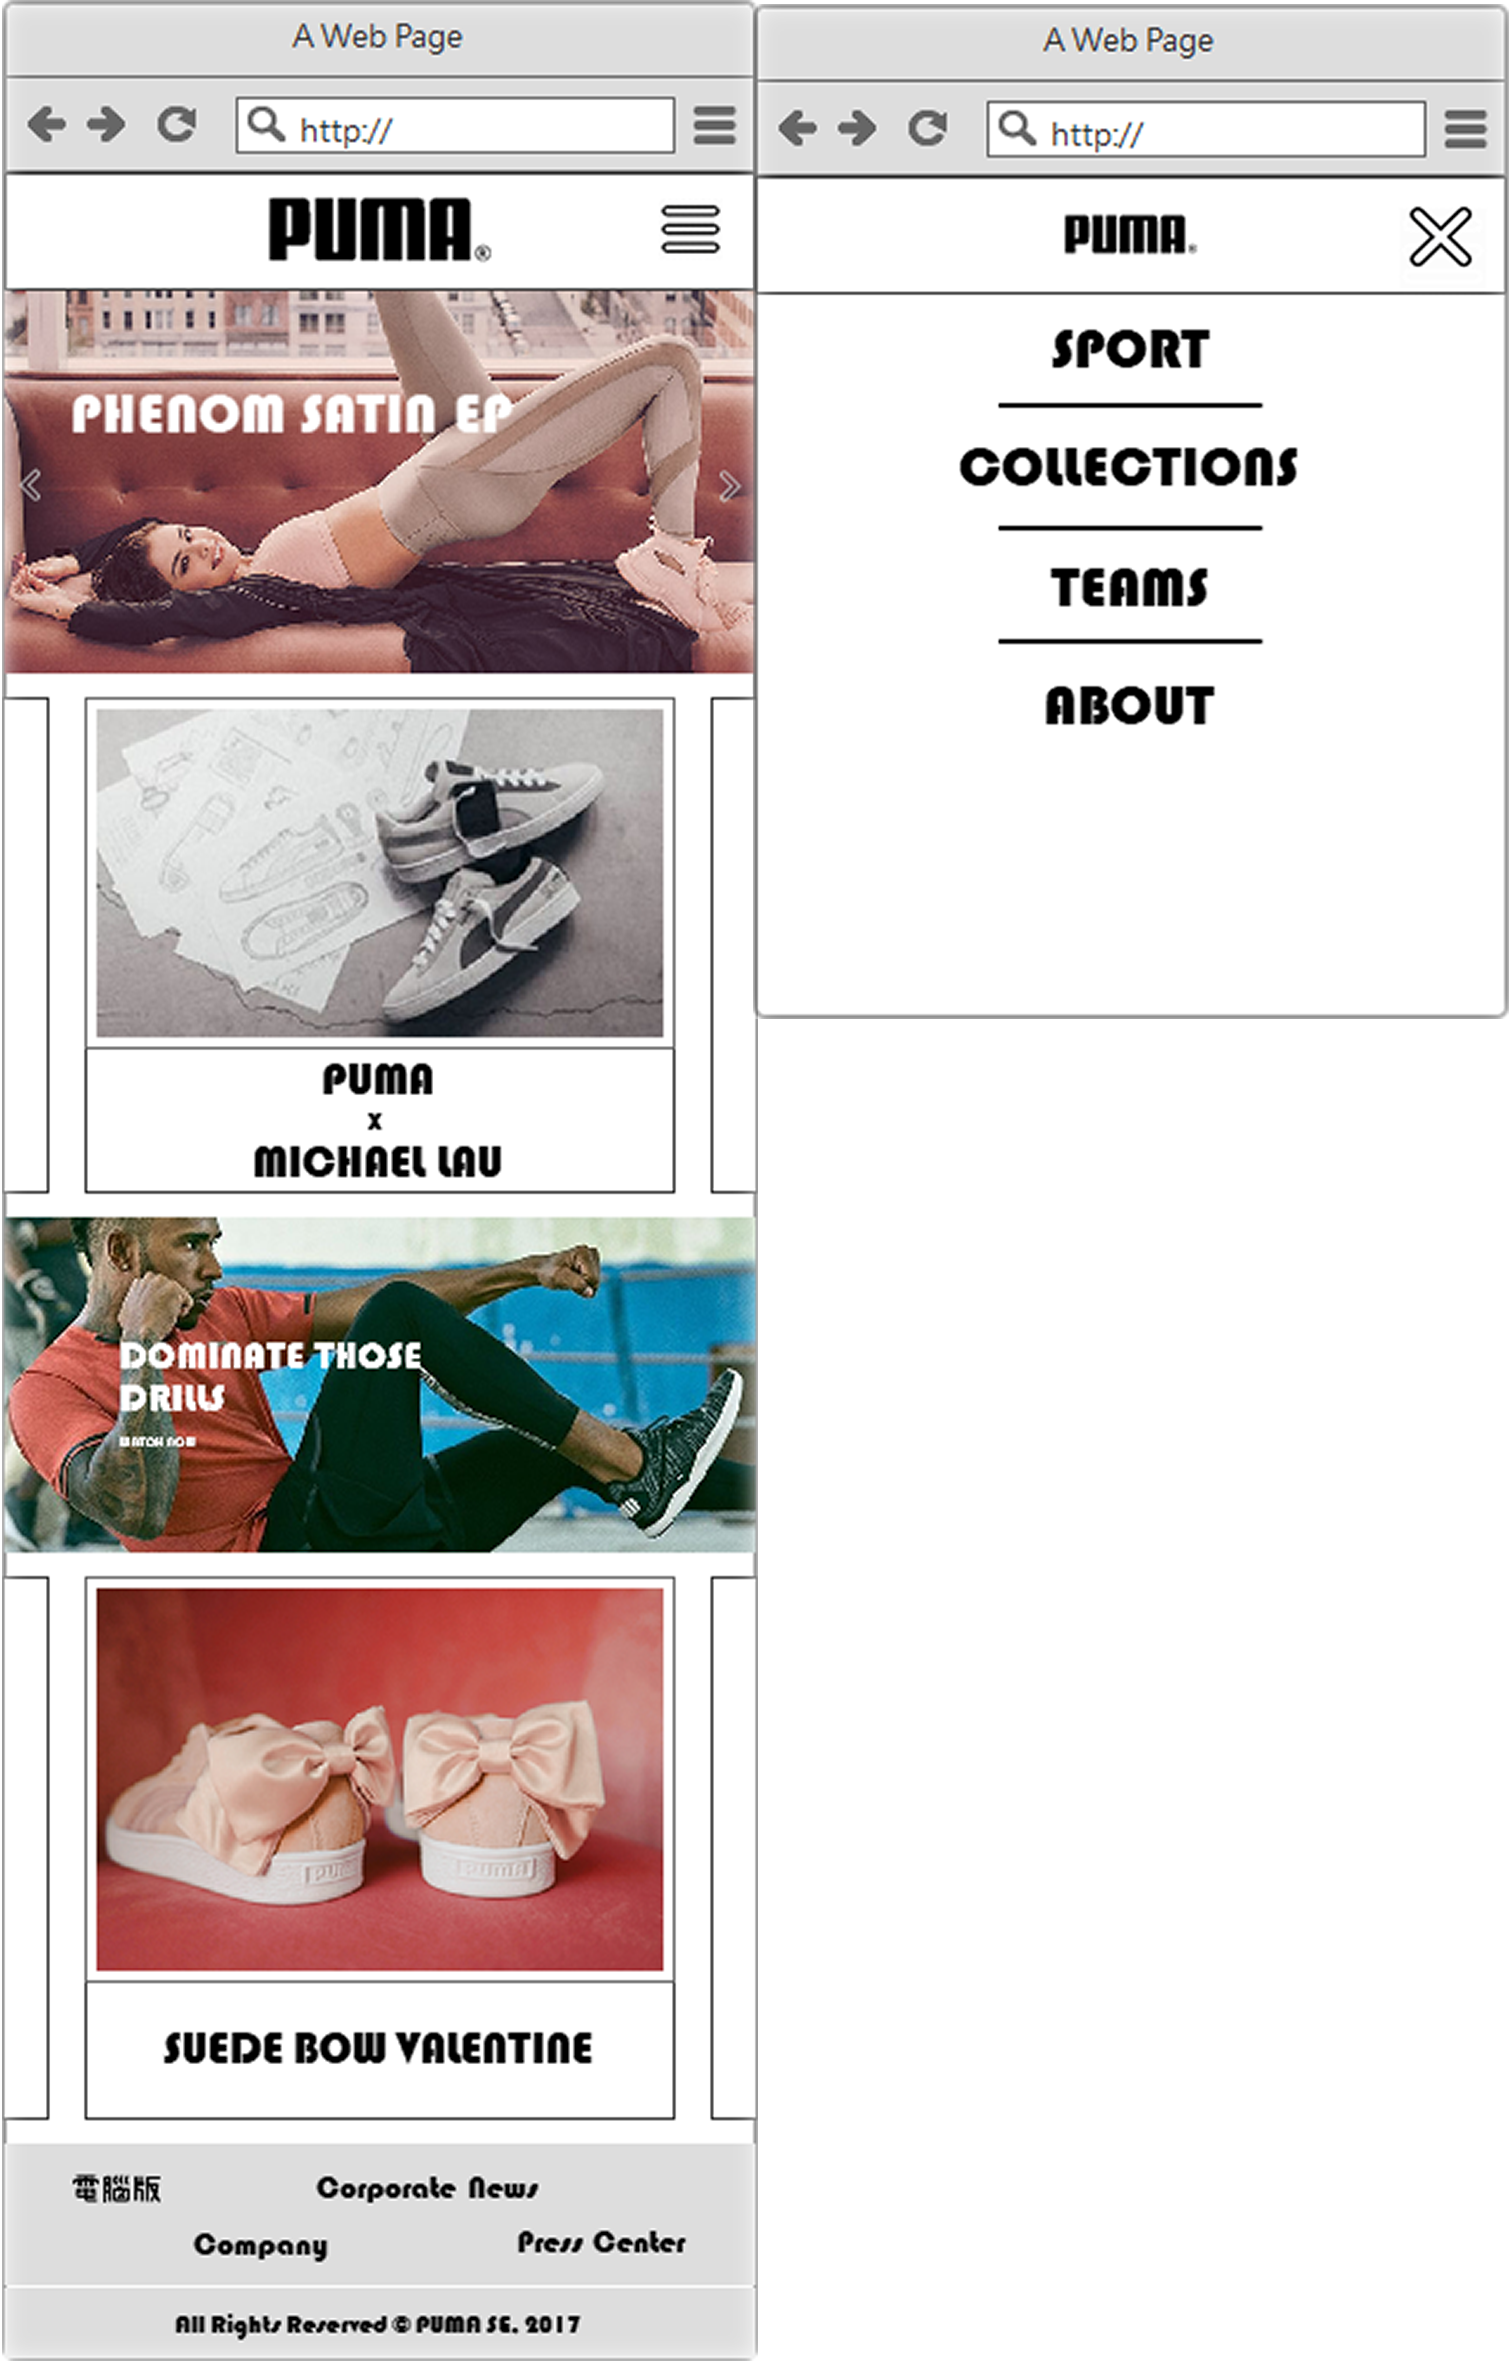 A Web Page
http://
PUMA®
PHENOM SATIN EP
PUMA
x
MICHAEL LAU
DOMINATE THOSE
DRILLS
WATCH NOW
PUMA
SUEDE BOW VALENTINE
電腦版
Corporate News
Company
Press Center
All Rights Reserved © PUMA SE, 2017
A Web Page
http://
PUMA®
SPORT
COLLECTIONS
TEAMS
ABOUT